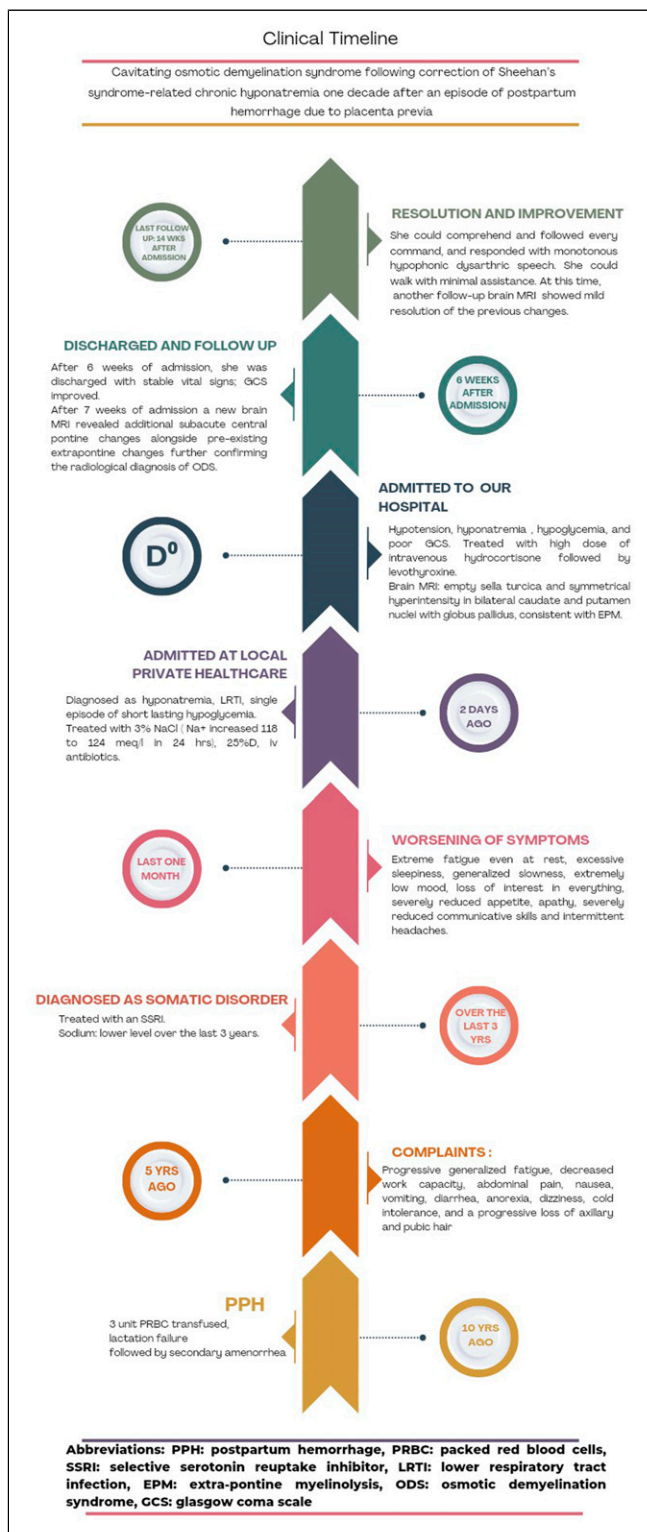 Clinical Timeline
Cavitating osmotic demyelination syndrome following correction of Sheehan's
syndrome-related chronic hyponatremia one decade after an episode of postpartum
hemorrhage due to placenta previa
LAST FOLLOW-
UP: 14 WKS
AFTER
ADMISSION
RESOLUTION AND IMPROVEMENT
She could comprehend and followed every
command, and responded with monotonous
hypophonic dysarthric speech. She could
walk with minimal assistance. At this time,
another follow-up brain MRI showed mild
resolution of the previous changes.
DISCHARGED AND FOLLOW UP
After 6 weeks of admission, she was
discharged with stable vital signs; GCS
improved.
After 7 weeks of admission a new brain
MRI revealed additional subacute central
pontine changes alongside pre-existing
extrapontine changes further confirming
the radiological diagnosis of ODS.
6 WEEKS
AFTER
ADMISSION
D⁰
ADMITTED TO OUR
HOSPITAL
Hypotension, hyponatremia , hypoglycemia, and
poor GCS. Treated with high dose of
intravenous hydrocortisone followed by
levothyroxine.
Brain MRI: empty sella turcica and symmetrical
hyperintensity in bilateral caudate and putamen
nuclei with globus pallidus, consistent with EPM.
ADMITTED AT LOCAL
PRIVATE HEALTHCARE
Diagnosed as hyponatremia, LRTI, single
episode of short lasting hypoglycemia.
Treated with 3% NaCl ( Na+ increased 118
to 124 meq/l in 24 hrs), 25%D, iv
antibiotics.
2 DAYS
AGO
LAST ONE
MONTH
WORSENING OF SYMPTOMS
Extreme fatigue even at rest, excessive
sleepiness, generalized slowness, extremely
low mood, loss of interest in everything,
severely reduced appetite, apathy, severely
reduced communicative skills and intermittent
headaches.
DIAGNOSED AS SOMATIC DISORDER
Treated with an SSRI.
Sodium: lower level over the last 3 years.
OVER THE
LAST 3
YRS
5 YRS
AGO
COMPLAINTS :
Progressive generalized fatigue, decreased
work capacity, abdominal pain, nausea,
vomiting, diarrhea, anorexia, dizziness, cold
intolerance, and a progressive loss of axillary
and pubic hair
PPH
3 unit PRBC transfused,
lactation failure
followed by secondary amenorrhea
10 YRS
AGO
Abbreviations: PPH: postpartum hemorrhage, PRBC: packed red blood cells,
SSRI: selective serotonin reuptake inhibitor, LRTI: lower respiratory tract
infection, EPM: extra-pontine myelinolysis, ODS: osmotic demyelination
syndrome, GCS: glasgow coma scale